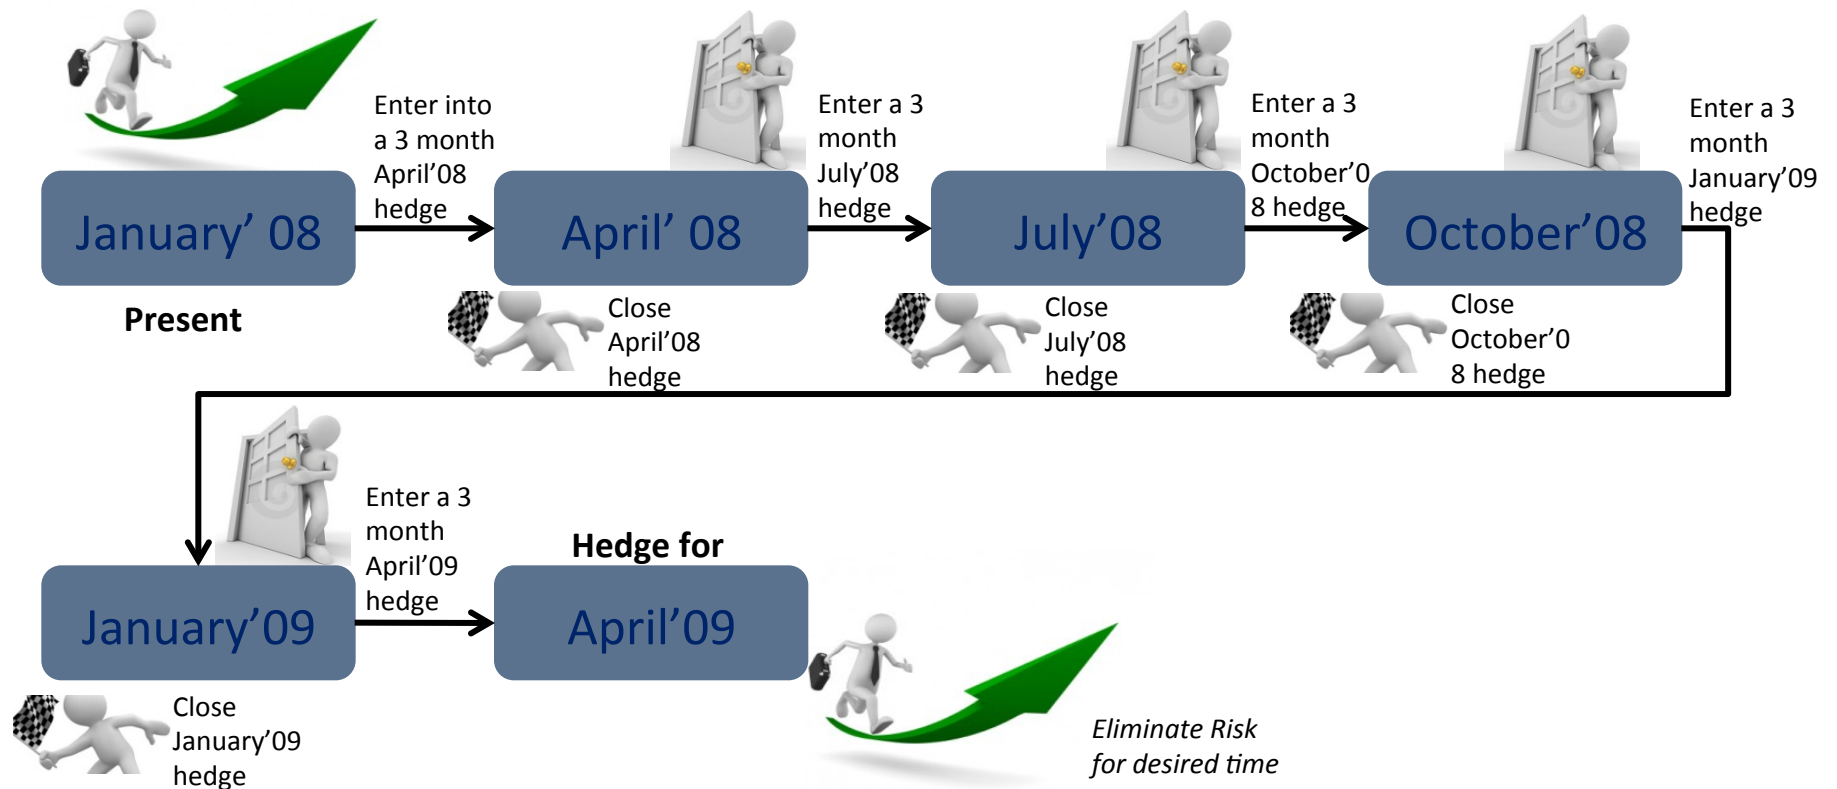 Enter into
a 3 month
April’08
hedge
Enter a 3
month
July’08
hedge
Enter a 3
month
October’0
8 hedge
Enter a 3
month
January’09
hedge
January’ 08
April’ 08
July’08
October’08
Present
Close
April’08
hedge
Close
July’08
hedge
Close
October’0
8 hedge
Enter a 3
month
April’09
hedge
Hedge for
January’09
April’09
Close
January’09
hedge
Eliminate Risk
for desired time